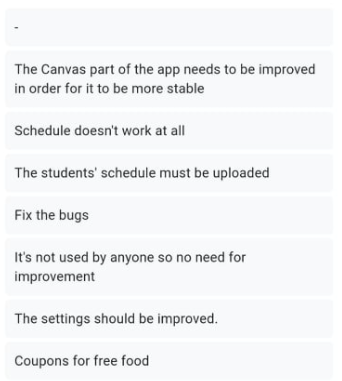 -
The Canvas part of the app needs to be improved
in order for it to be more stable
Schedule doesn't work at all
The students' schedule must be uploaded
Fix the bugs
It's not used by anyone so no need for
improvement
The settings should be improved.
Coupons for free food